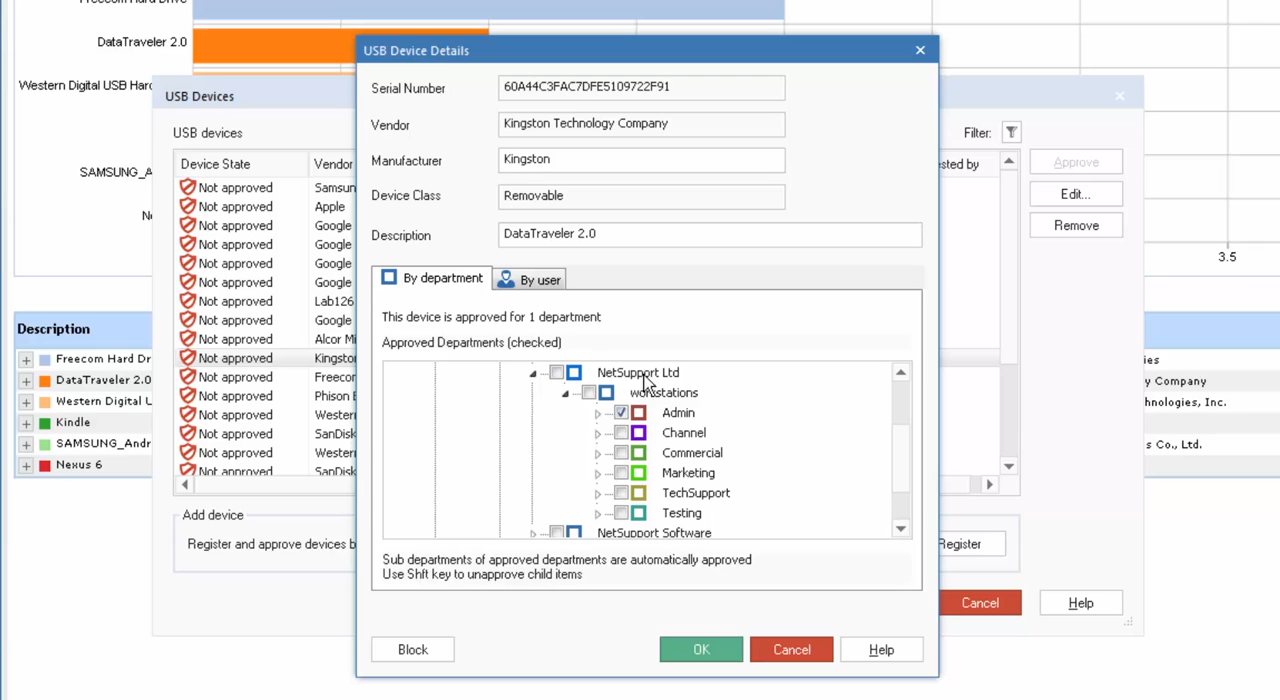 Freecom Hard Drive
DataTraveler 2.0
Western Digital USB Hard
SAMSUNG_A
3.5
Description
Freecom Hard Dr
DataTraveler 2.0
Western Digital U
Kindle
SAMSUNG_Andr
Nexus 6
ies
y Company
hnologies, Inc.
s Co., Ltd.
USB Devices
USB devices
Filter:
Device State Vendor sted by
Not approved Samsun
Not approved Apple
Not approved Google
Not approved Google
Not approved Google
Not approved Google
Not approved Lab126
Not approved Google
Not approved Alcor Mi
Not approved Kingsto
Not approved Freeco
Not approved Phison E
Not approved Western
Not approved SanDisk
Not approved Western
Not approved SanDisk
Approve
Edit...
Remove
Add device
Register and approve devices b
Register
Cancel
Help
USB Device Details
Serial Number 60A44C3FAC7DFE5109722F91
Vendor Kingston Technology Company
Manufacturer Kingston
Device Class Removable
Description DataTraveler 2.0
By department By user
This device is approved for 1 department
Approved Departments (checked)
NetSupport Ltd
workstations
Admin
Channel
Commercial
Marketing
TechSupport
Testing
NetSupport Software
Sub departments of approved departments are automatically approved
Use Shft key to unapprove child items
Block OK Cancel Help